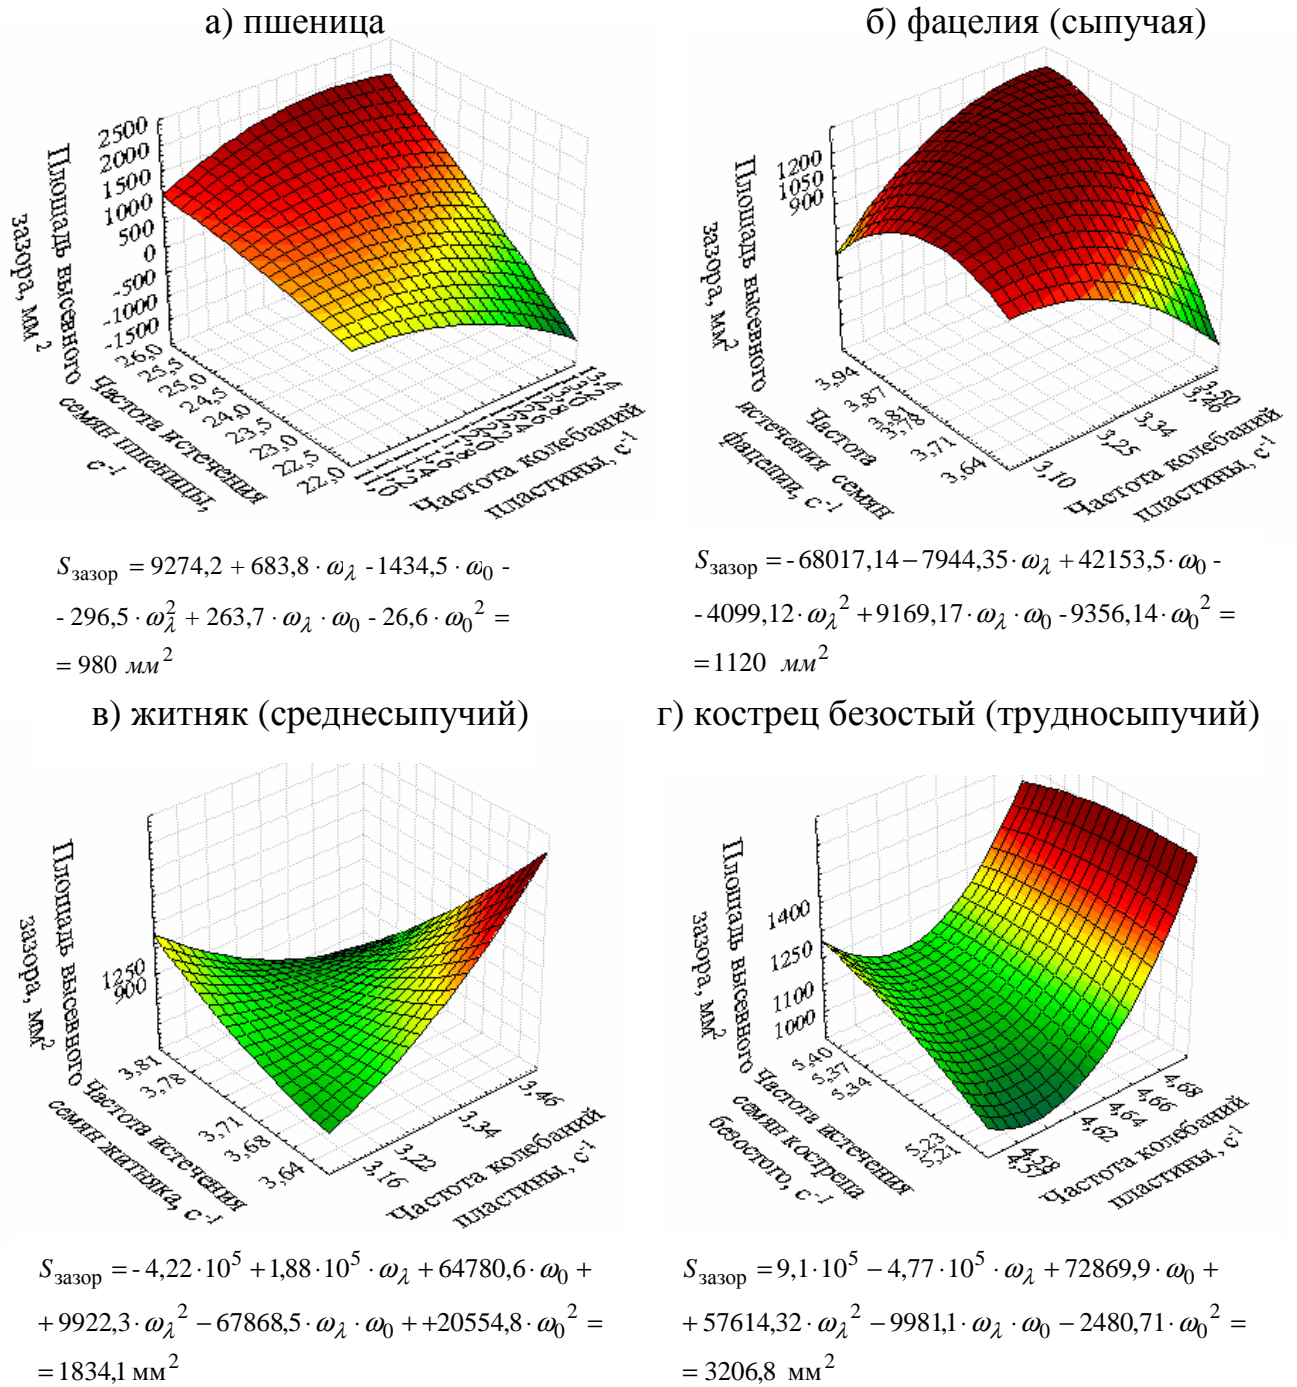 а) пшеница
б) фацелия (сыпучая)
2500
2000
1500
1000
500
0
-500
-1000
-1500
Площадь высевного
зазора, мм2
26,0
25,5
25,0
24,5
24,0
23,5
23,0
22,5
22,0
Частота истечения
семян пшеницы,
с-1
Частота колебаний
пластины, с-1
1200
1050
900
Площадь высевного
зазора, мм2
3,94
3,87
3,81
3,78
3,71
3,64
Частота
истечения семян
фацелии, с-1
3,10
3,25
3,34
3,46
3,50
Частота колебаний
пластины, с-1
Sзазор = 9274,2 + 683,8 · ωλ - 1434,5 · ω0 -
- 296,5 · ωλ² + 263,7 · ωλ · ω0 - 26,6 · ω0² =
= 980 мм²
Sзазор = - 68017,14 − 7944,35 · ωλ + 42153,5 · ω0 -
- 4099,12 · ωλ² + 9169,17 · ωλ · ω0 - 9356,14 · ω0² =
= 1120 мм²
в) житняк (среднесыпучий)
г) кострец безостый (трудносыпучий)
1250
900
Площадь высевного
зазора, мм2
3,81
3,78
3,71
3,68
3,64
Частота истечения
семян житняка, с-1
3,16
3,22
3,34
3,46
Частота колебаний
пластины, с-1
1400
1250
1100
1000
Площадь высевного
зазора, мм2
5,40
5,37
5,34
5,23
5,21
Частота истечения
семян костреца
безостого, с-1
4,57
4,58
4,62
4,64
4,66
4,68
Частота колебаний
пластины, с-1
Sзазор = - 4,22 · 10⁵ + 1,88 · 10⁵ · ωλ + 64780,6 · ω0 +
+ 9922,3 · ωλ² − 67868,5 · ωλ · ω0 + +20554,8 · ω0² =
= 1834,1 мм²
Sзазор = 9,1 · 10⁵ − 4,77 · 10⁵ · ωλ + 72869,9 · ω0 +
+ 57614,32 · ωλ² − 9981,1 · ωλ · ω0 − 2480,71 · ω0² =
= 3206,8 мм²